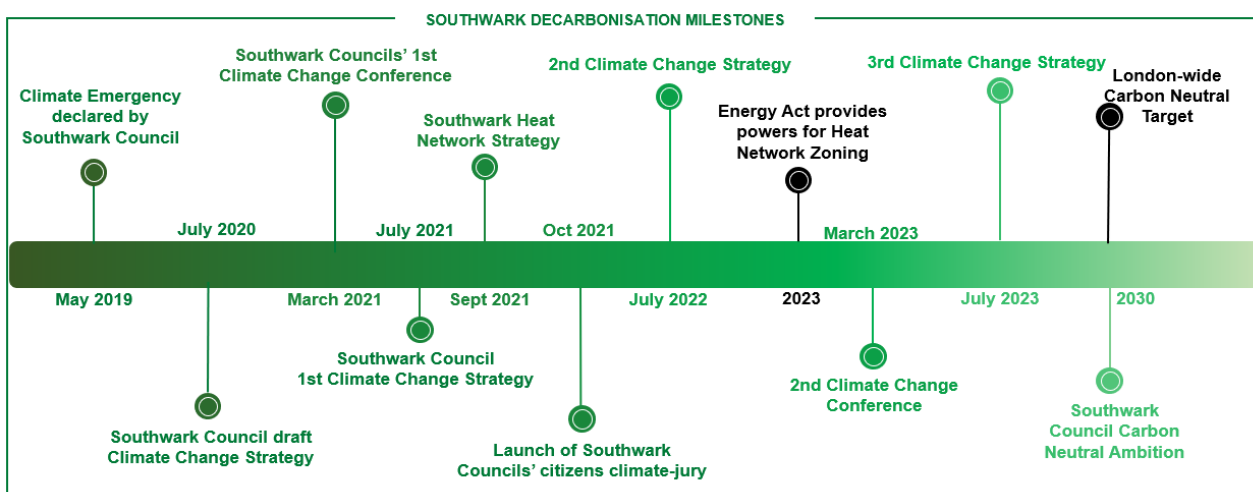 SOUTHWARK DECARBONISATION MILESTONES
Climate Emergency
declared by
Southwark Council
Southwark Councils' 1st
Climate Change Conference
Southwark Heat
Network Strategy
2nd Climate Change Strategy
Energy Act provides
powers for Heat
Network Zoning
3rd Climate Change Strategy
London-wide
Carbon Neutral
Target
July 2020
July 2021
Oct 2021
March 2023
May 2019
March 2021
Sept 2021
July 2022
2023
July 2023
2030
Southwark Council draft
Climate Change Strategy
Southwark Council
1st Climate Change Strategy
Launch of Southwark
Councils' citizens climate-jury
2nd Climate Change
Conference
Southwark
Council Carbon
Neutral Ambition